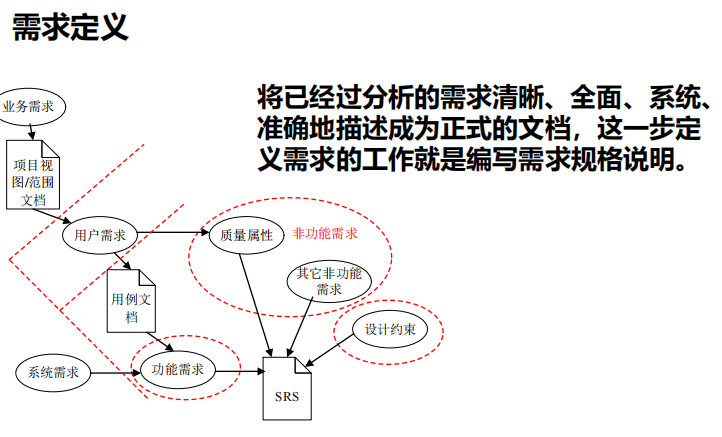 需求定义
将已经过分析的需求清晰、全面、系统、
准确地描述成为正式的文档，这一步定
义需求的工作就是编写需求规格说明。
业务需求
项目视
图/范围
文档
用户需求
质量属性
非功能需求
其它非功能
需求
用例文
档
设计约束
系统需求
功能需求
SRS